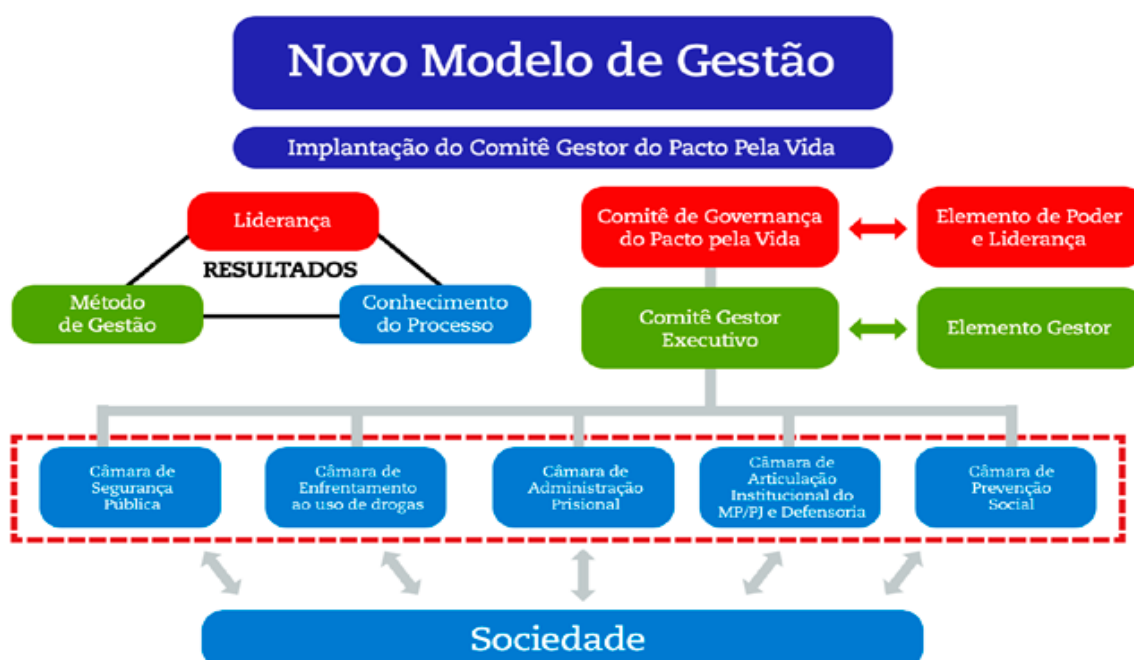 Novo Modelo de Gestão
Implantação do Comitê Gestor do Pacto Pela Vida
Liderança
RESULTADOS
Método
de Gestão
Conhecimento
do Processo
Comitê de Governança
do Pacto pela Vida
Elemento de Poder
e Liderança
Comitê Gestor
Executivo
Elemento Gestor
Câmara de
Segurança
Pública
Câmara de
Enfrentamento
ao uso de drogas
Câmara de
Administração
Prisional
Câmara de
Articulação
Institucional do
MP/PJ e Defensoria
Câmara de
Prevenção
Social
Sociedade